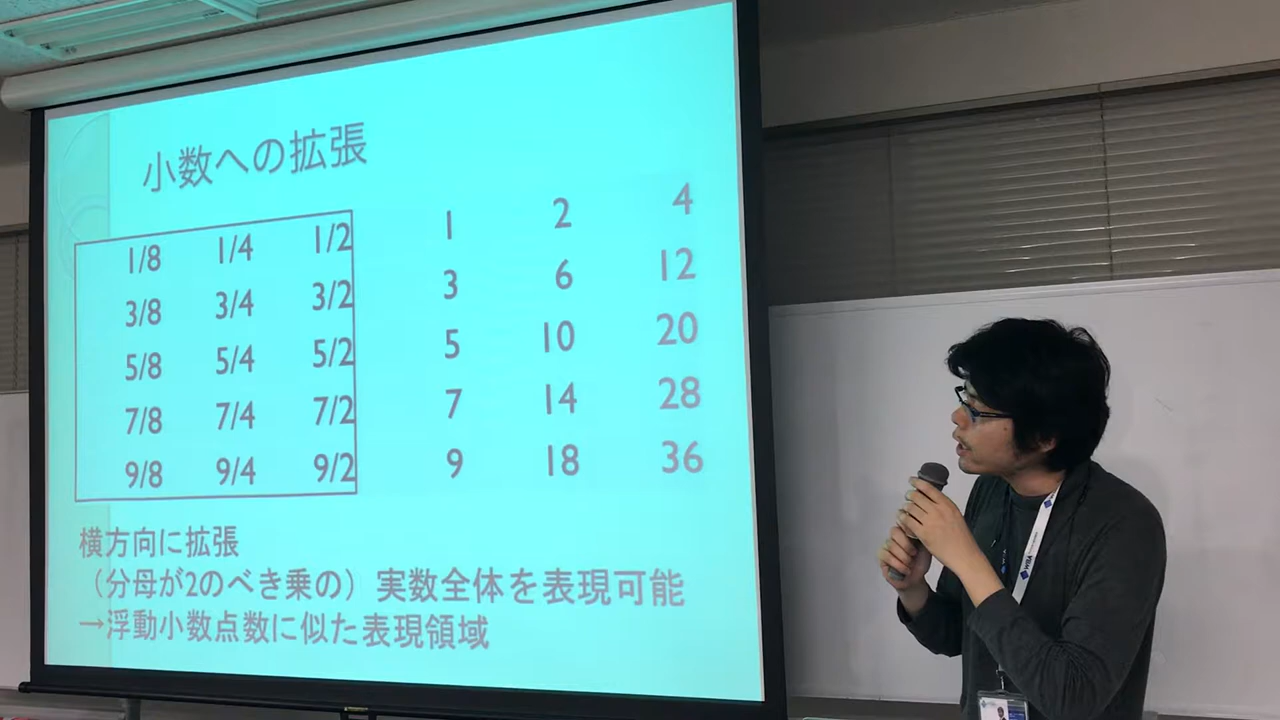 小数への拡張
1/8 1/4 1/2 1 2 4
3/8 3/4 3/2 3 6 12
5/8 5/4 5/2 5 10 20
7/8 7/4 7/2 7 14 28
9/8 9/4 9/2 9 18 36
横方向に拡張
（分母が2のべき乗の）実数全体を表現可能
→浮動小数点数に似た表現領域